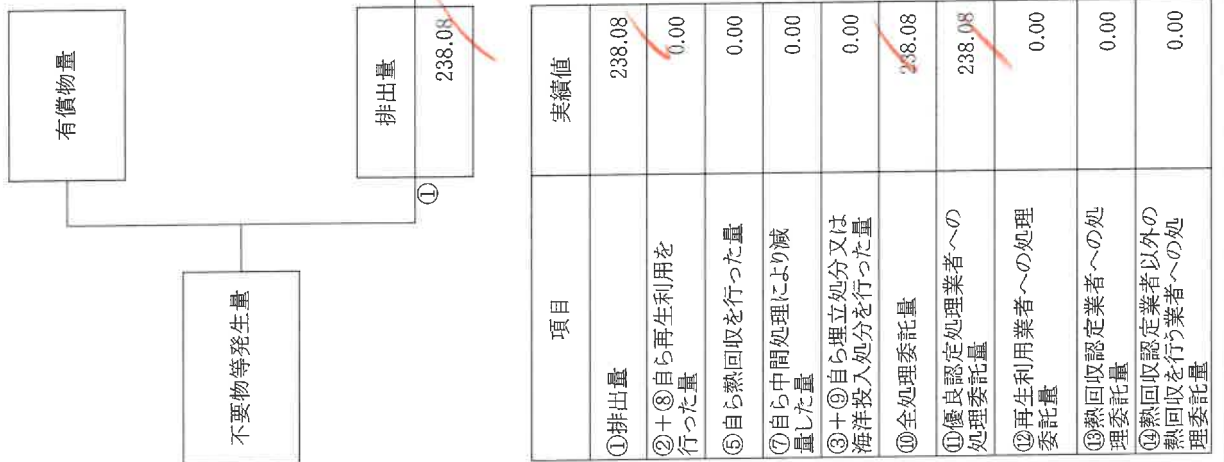 有償物量
不要物等発生量
排出量
①
238.08
項目
実績値
①排出量
238.08
②+⑧自ら再生利用を
行った量
0.00
⑤自ら熱回収を行った量
0.00
⑦自ら中間処理により減
量した量
0.00
③+⑨自ら埋立処分又は
海洋投入処分を行った量
0.00
⑩全処理委託量
238.08
⑪優良認定処理業者への
処理委託量
238.08
⑫再生利用業者への処理
委託量
0.00
⑬熱回収認定業者への処
理委託量
0.00
⑭熱回収認定業者以外の
熱回収を行う業者への処
理委託量
0.00